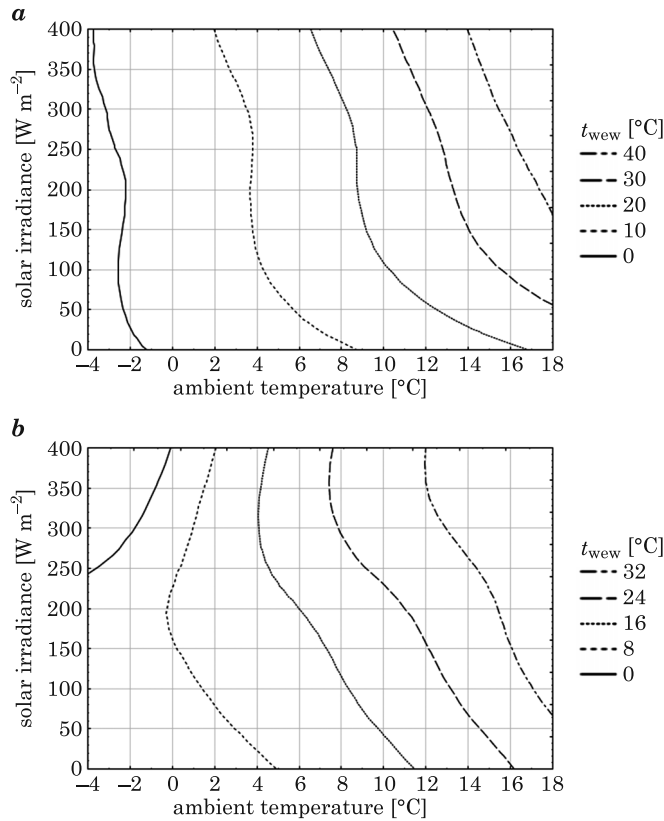 a
400
350
300
250
200
150
100
50
0
solar irradiance [W m⁻²]
−4 −2 0 2 4 6 8 10 12 14 16 18
ambient temperature [°C]
t_wew [°C]
40
30
20
10
0
b
400
350
300
250
200
150
100
50
0
solar irradiance [W m⁻²]
−4 −2 0 2 4 6 8 10 12 14 16 18
ambient temperature [°C]
t_wew [°C]
32
24
16
8
0